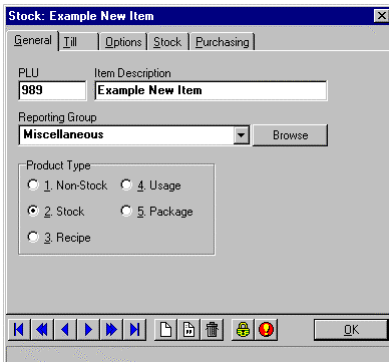 Stock: Example New Item
General Till Options Stock Purchasing
PLU Item Description
989 Example New Item
Reporting Group
Miscellaneous Browse
Product Type
1. Non-Stock 4. Usage
2. Stock 5. Package
3. Recipe
OK